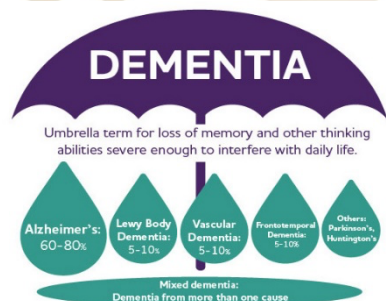 DEMENTIA
Umbrella term for loss of memory and other thinking
abilities severe enough to interfere with daily life.
Alzheimer's:
60-80%
Lewy Body
Dementia:
5-10%
Vascular
Dementia:
5-10%
Frontotemporal
Dementia:
5-10%
Others:
Parkinson's,
Huntington's
Mixed dementia:
Dementia from more than one cause